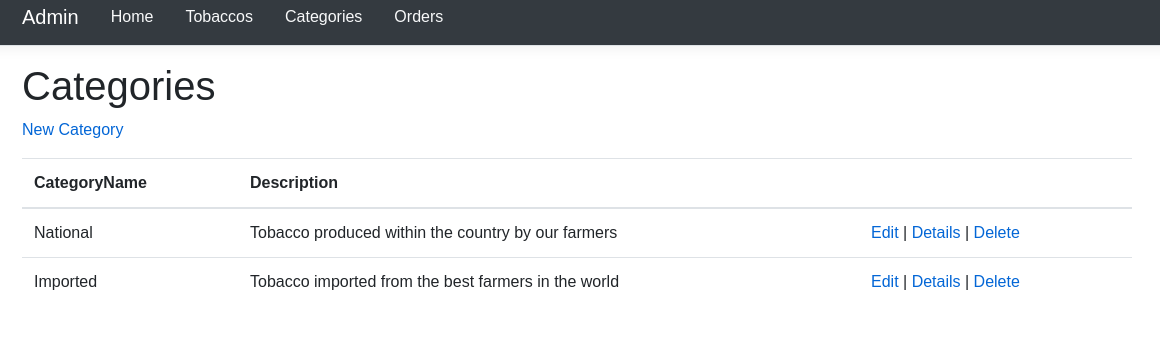 Admin Home Tobaccos Categories Orders
Categories
New Category
CategoryName Description
National Tobacco produced within the country by our farmers Edit | Details | Delete
Imported Tobacco imported from the best farmers in the world Edit | Details | Delete